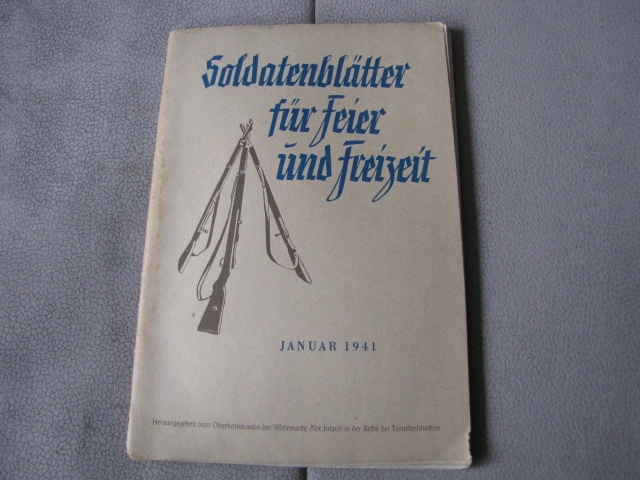 Soldatenblätter
für Feier
und Freizeit
JANUAR 1941
Herausgegeben vom Oberkommando der Wehrmacht Abt. Inland in der Reihe der Tornisterschriften